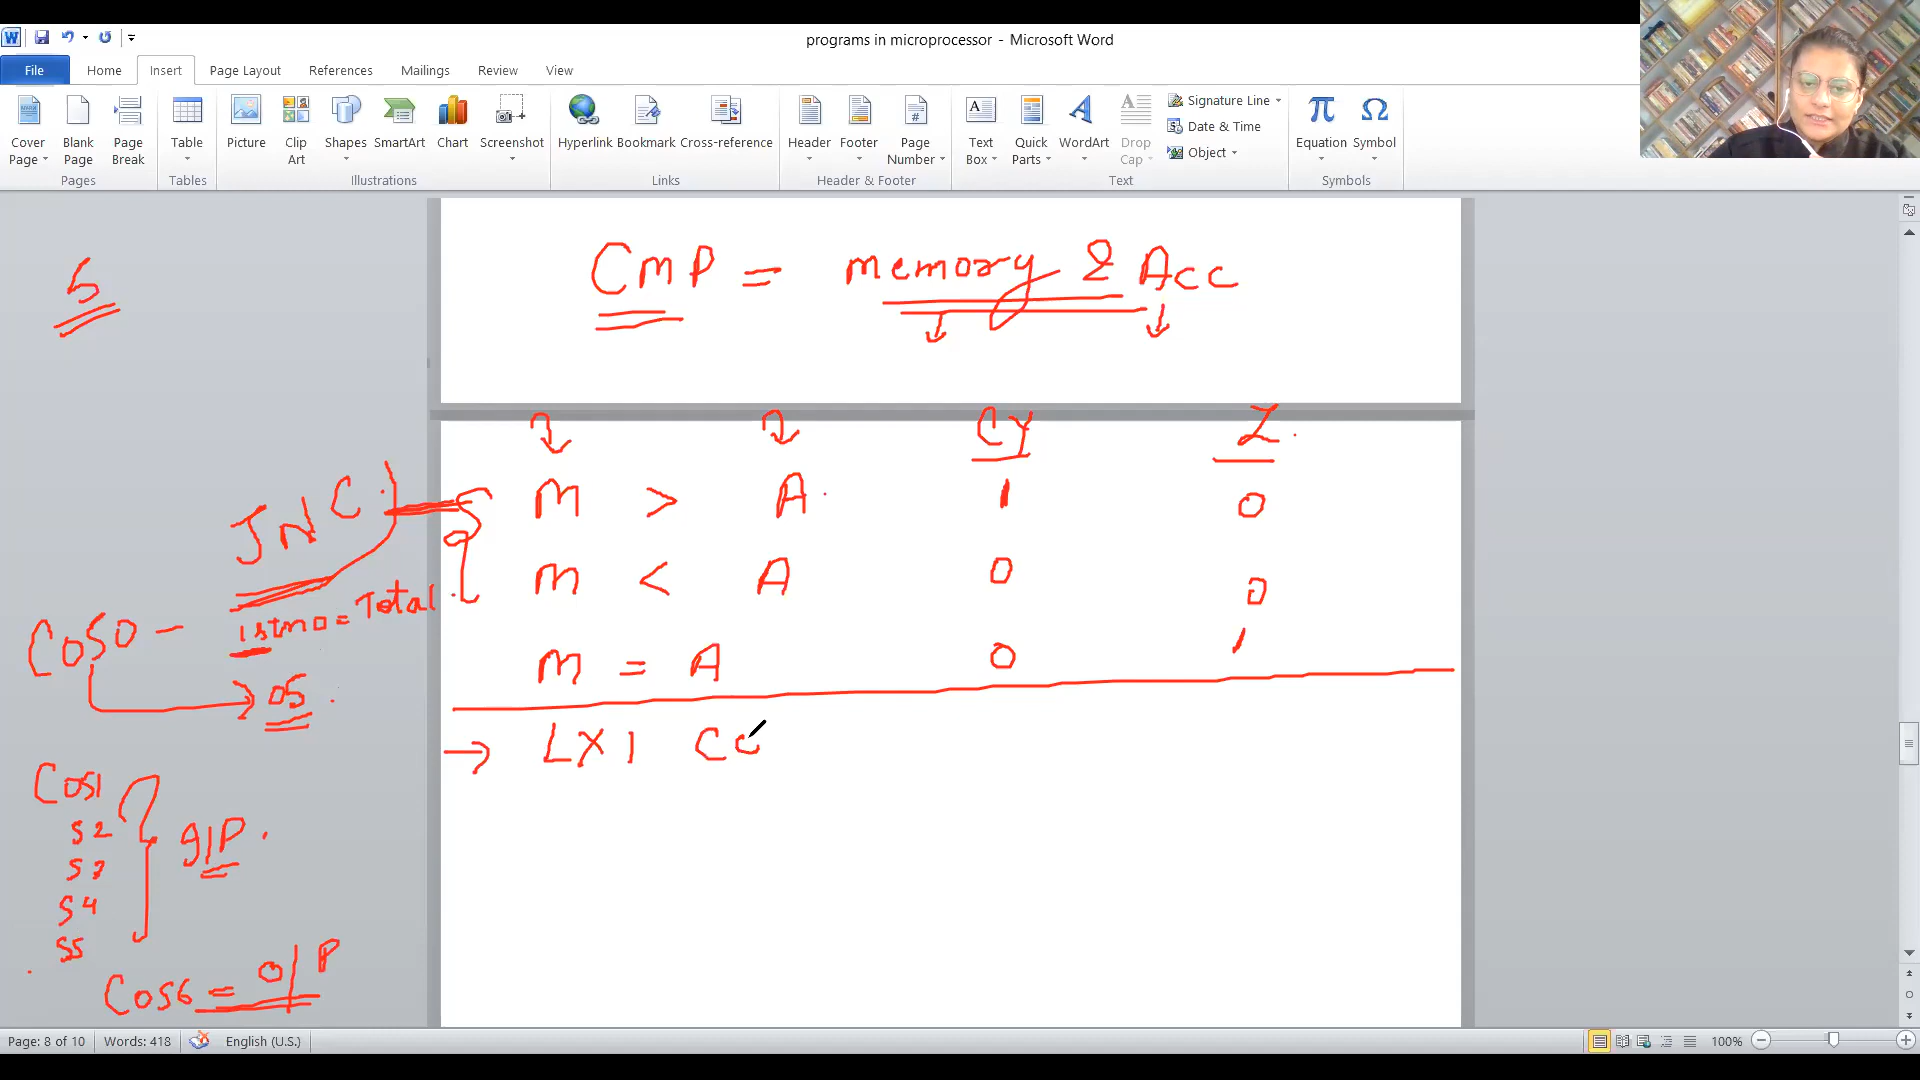 programs in microprocessor - Microsoft Word
File Home Insert Page Layout References Mailings Review View
Cover Page
Blank Page
Page Break
Table
Picture
Clip Art
Shapes
SmartArt
Chart
Screenshot
Hyperlink
Bookmark
Cross-reference
Header
Footer
Page Number
Text Box
Quick Parts
WordArt
Drop Cap
Signature Line
Date & Time
Object
Equation
Symbol
Pages
Tables
Illustrations
Links
Header & Footer
Text
Symbols
CMP = memory & Acc
5
CY Z
M > A 1 0
M < A 0 0
M = A 0 1
LXI
JNC
C050 -
1st no = Total
05
C051
52
53
54
55
I/P
C056 = O/P
Page: 8 of 10
Words: 418
English (U.S.)
100%